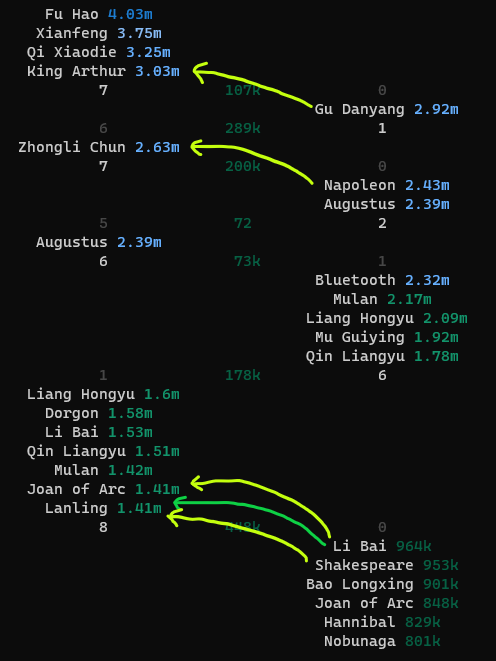 Fu Hao 4.03m
Xianfeng 3.75m
Qi Xiaodie 3.25m
King Arthur 3.03m
7 107k 0
Gu Danyang 2.92m
6 289k 1
Zhongli Chun 2.63m
7 200k 0
Napoleon 2.43m
Augustus 2.39m
5 72 2
Augustus 2.39m
6 73k 1
Bluetooth 2.32m
Mulan 2.17m
Liang Hongyu 2.09m
Mu Guiying 1.92m
Qin Liangyu 1.78m
1 178k 6
Liang Hongyu 1.6m
Dorgon 1.58m
Li Bai 1.53m
Qin Liangyu 1.51m
Mulan 1.42m
Joan of Arc 1.41m
Lanling 1.41m
8 448k 0
Li Bai 964k
Shakespeare 953k
Bao Longxing 901k
Joan of Arc 848k
Hannibal 829k
Nobunaga 801k